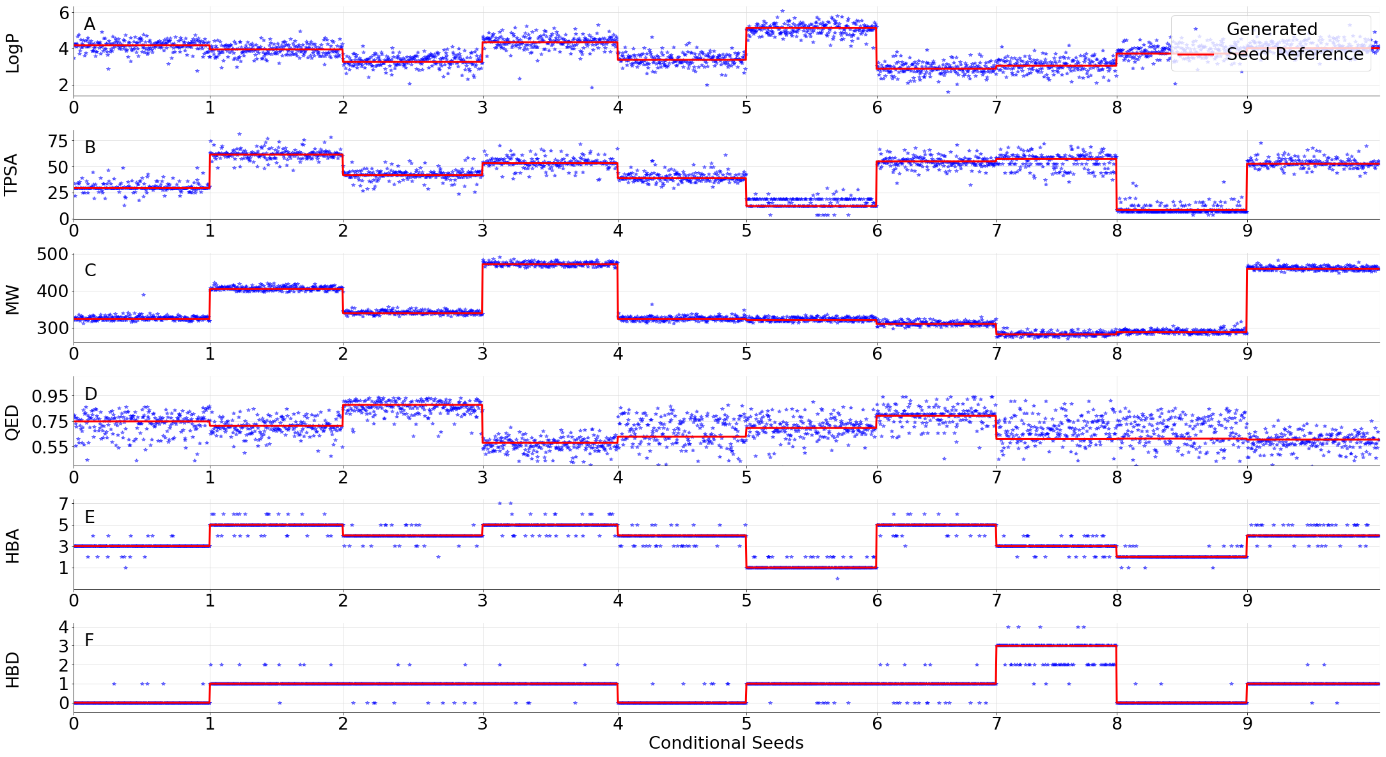 A
LogP
6
4
2
0 1 2 3 4 5 6 7 8 9
Generated
Seed Reference
B
TPSA
75
50
25
0
0 1 2 3 4 5 6 7 8 9
C
MW
500
400
300
0 1 2 3 4 5 6 7 8 9
D
QED
0.95
0.75
0.55
0 1 2 3 4 5 6 7 8 9
E
HBA
7
5
3
1
0 1 2 3 4 5 6 7 8 9
F
HBD
4
3
2
1
0
0 1 2 3 4 5 6 7 8 9
Conditional Seeds